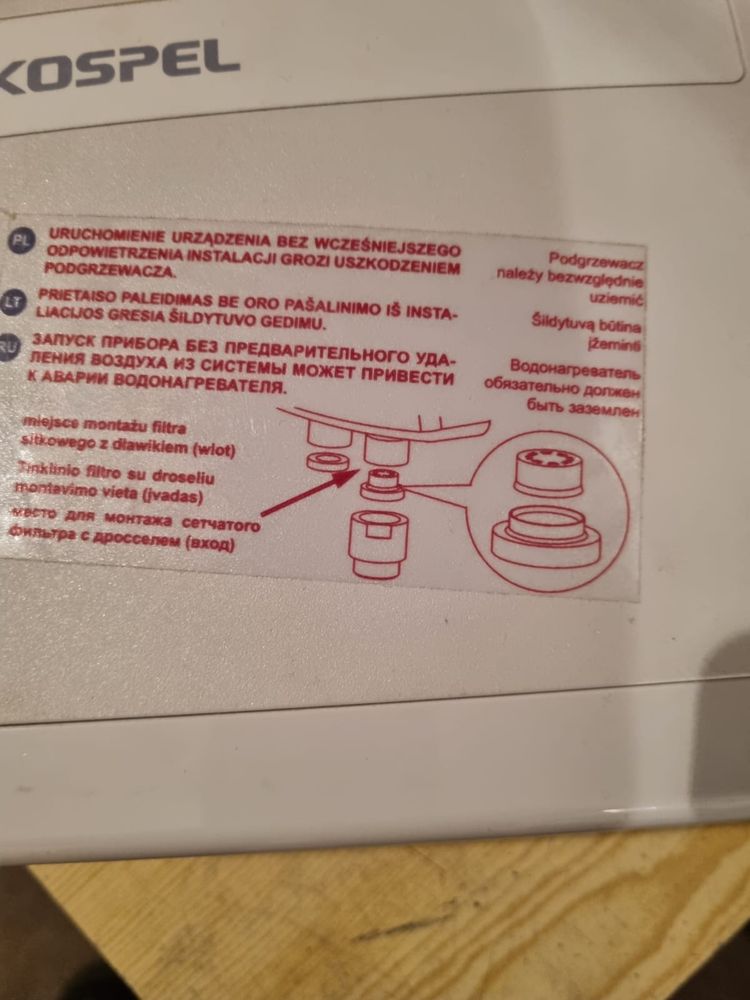 KOSPEL
PL
URUCHOMIENIE URZĄDZENIA BEZ WCZEŚNIEJSZEGO
ODPOWIETRZENIA INSTALACJI GROZI USZKODZENIEM
PODGRZEWACZA.
LT
PRIETAISO PALEIDIMAS BE ORO PAŠALINIMO IŠ INSTA-
LIACIJOS GRESIA ŠILDYTUVO GEDIMU.
RU
ЗАПУСК ПРИБОРА БЕЗ ПРЕДВАРИТЕЛЬНОГО УДА-
ЛЕНИЯ ВОЗДУХА ИЗ СИСТЕМЫ МОЖЕТ ПРИВЕСТИ
К АВАРИИ ВОДОНАГРЕВАТЕЛЯ.
Podgrzewacz
należy bezwzględnie
uziemić
Šildytuvą būtina
įžeminti
Водонагреватель
обязательно должен
быть заземлен
miejsce montażu filtra
sitkowego z dławikiem (wlot)
Tinklinio filtro su droseliu
montavimo vieta (įvadas)
место для монтажа сетчатого
фильтра с дросселем (вход)